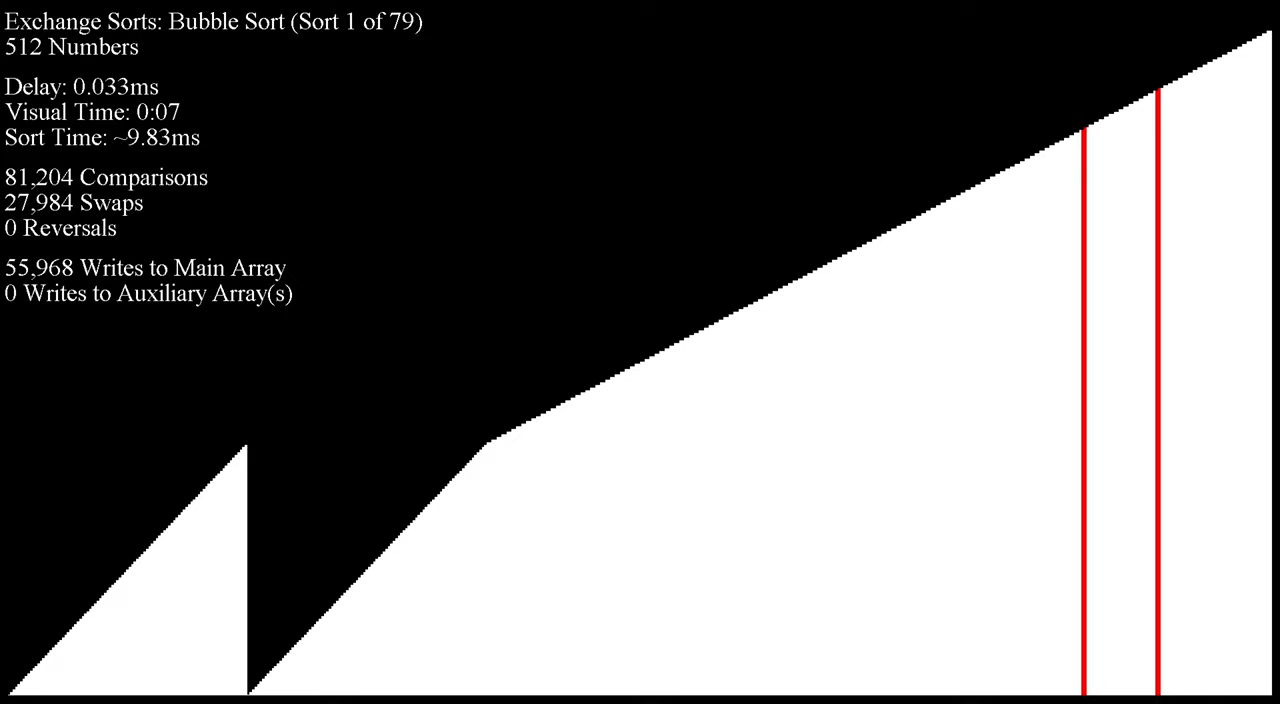 Exchange Sorts: Bubble Sort (Sort 1 of 79)
512 Numbers
Delay: 0.033ms
Visual Time: 0:07
Sort Time: ~9.83ms
81,204 Comparisons
27,984 Swaps
0 Reversals
55,968 Writes to Main Array
0 Writes to Auxiliary Array(s)